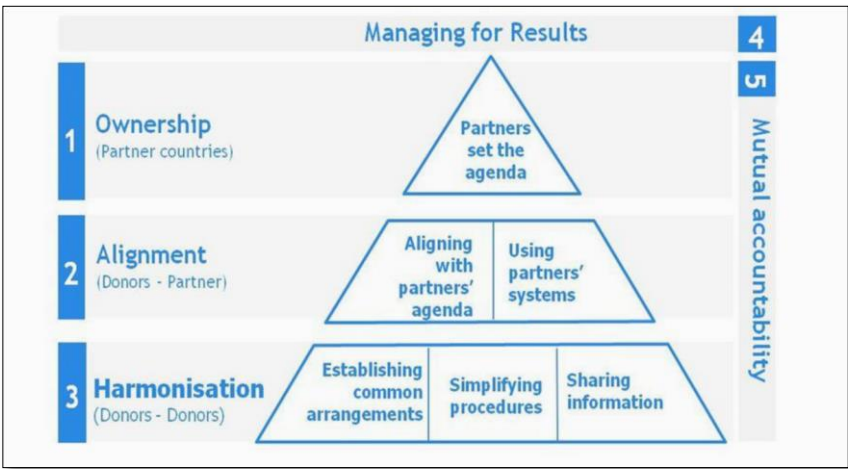 Managing for Results
4
5
Mutual accountability
1
Ownership
(Partner countries)
Partners
set the
agenda
2
Alignment
(Donors - Partner)
Aligning
with
partners'
agenda
Using
partners'
systems
3
Harmonisation
(Donors - Donors)
Establishing
common
arrangements
Simplifying
procedures
Sharing
information